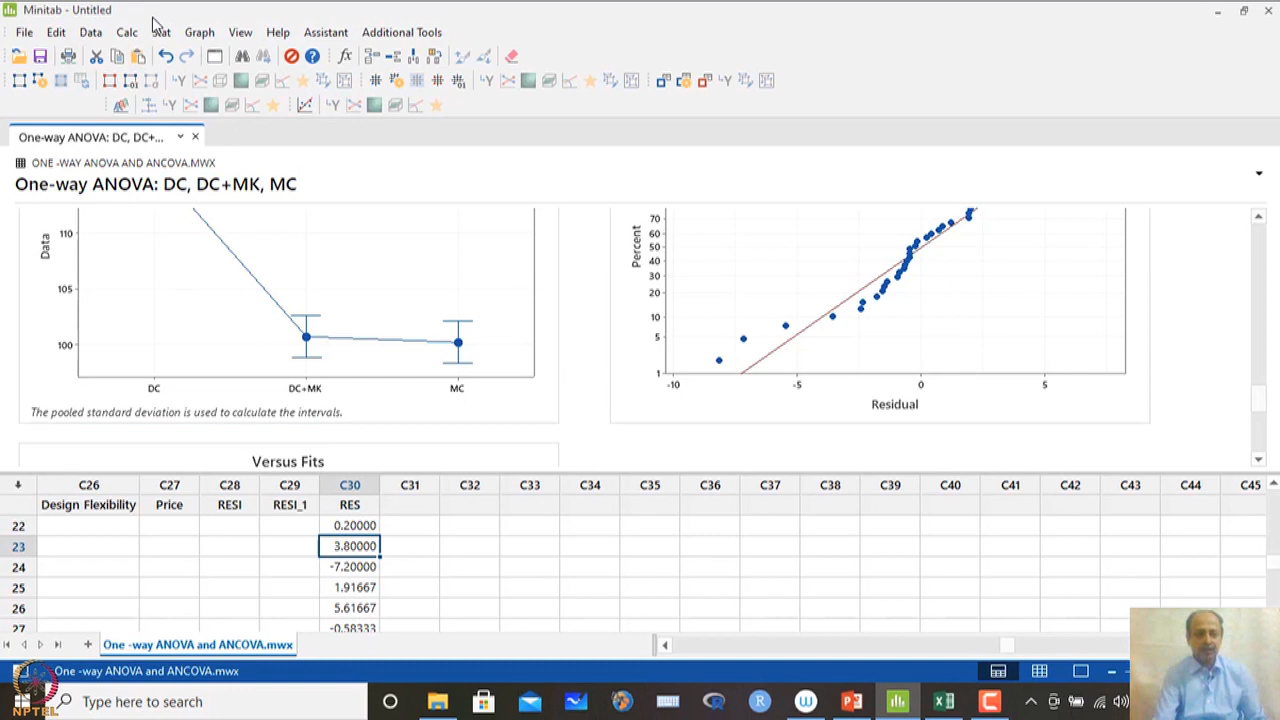 Minitab - Untitled
File Edit Data Calc Stat Graph View Help Assistant Additional Tools
One-way ANOVA: DC, DC+...
ONE -WAY ANOVA AND ANCOVA.MWX
One-way ANOVA: DC, DC+MK, MC
110
105
100
Data
DC DC+MK MC
The pooled standard deviation is used to calculate the intervals.
70
60
50
40
30
20
10
5
1
Percent
-10 -5 0 5
Residual
Versus Fits
C26 C27 C28 C29 C30 C31 C32 C33 C34 C35 C36 C37 C38 C39 C40 C41 C42 C43 C44 C45
Design Flexibility Price RESI RESI_1 RES
22 0.20000
23 3.80000
24 -7.20000
25 1.91667
26 5.61667
27 -0.58333
One -way ANOVA and ANCOVA.mwx
One -way ANOVA and ANCOVA.mwx
Type here to search
NPTEL